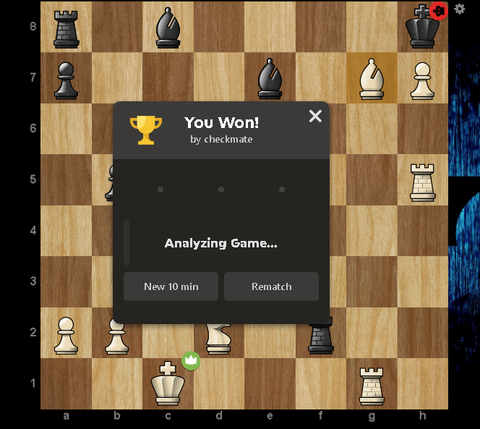 8
7
6
5
4
3
2
1
You Won!
by checkmate
Analyzing Game...
New 10 min
Rematch
a b c d e f g h